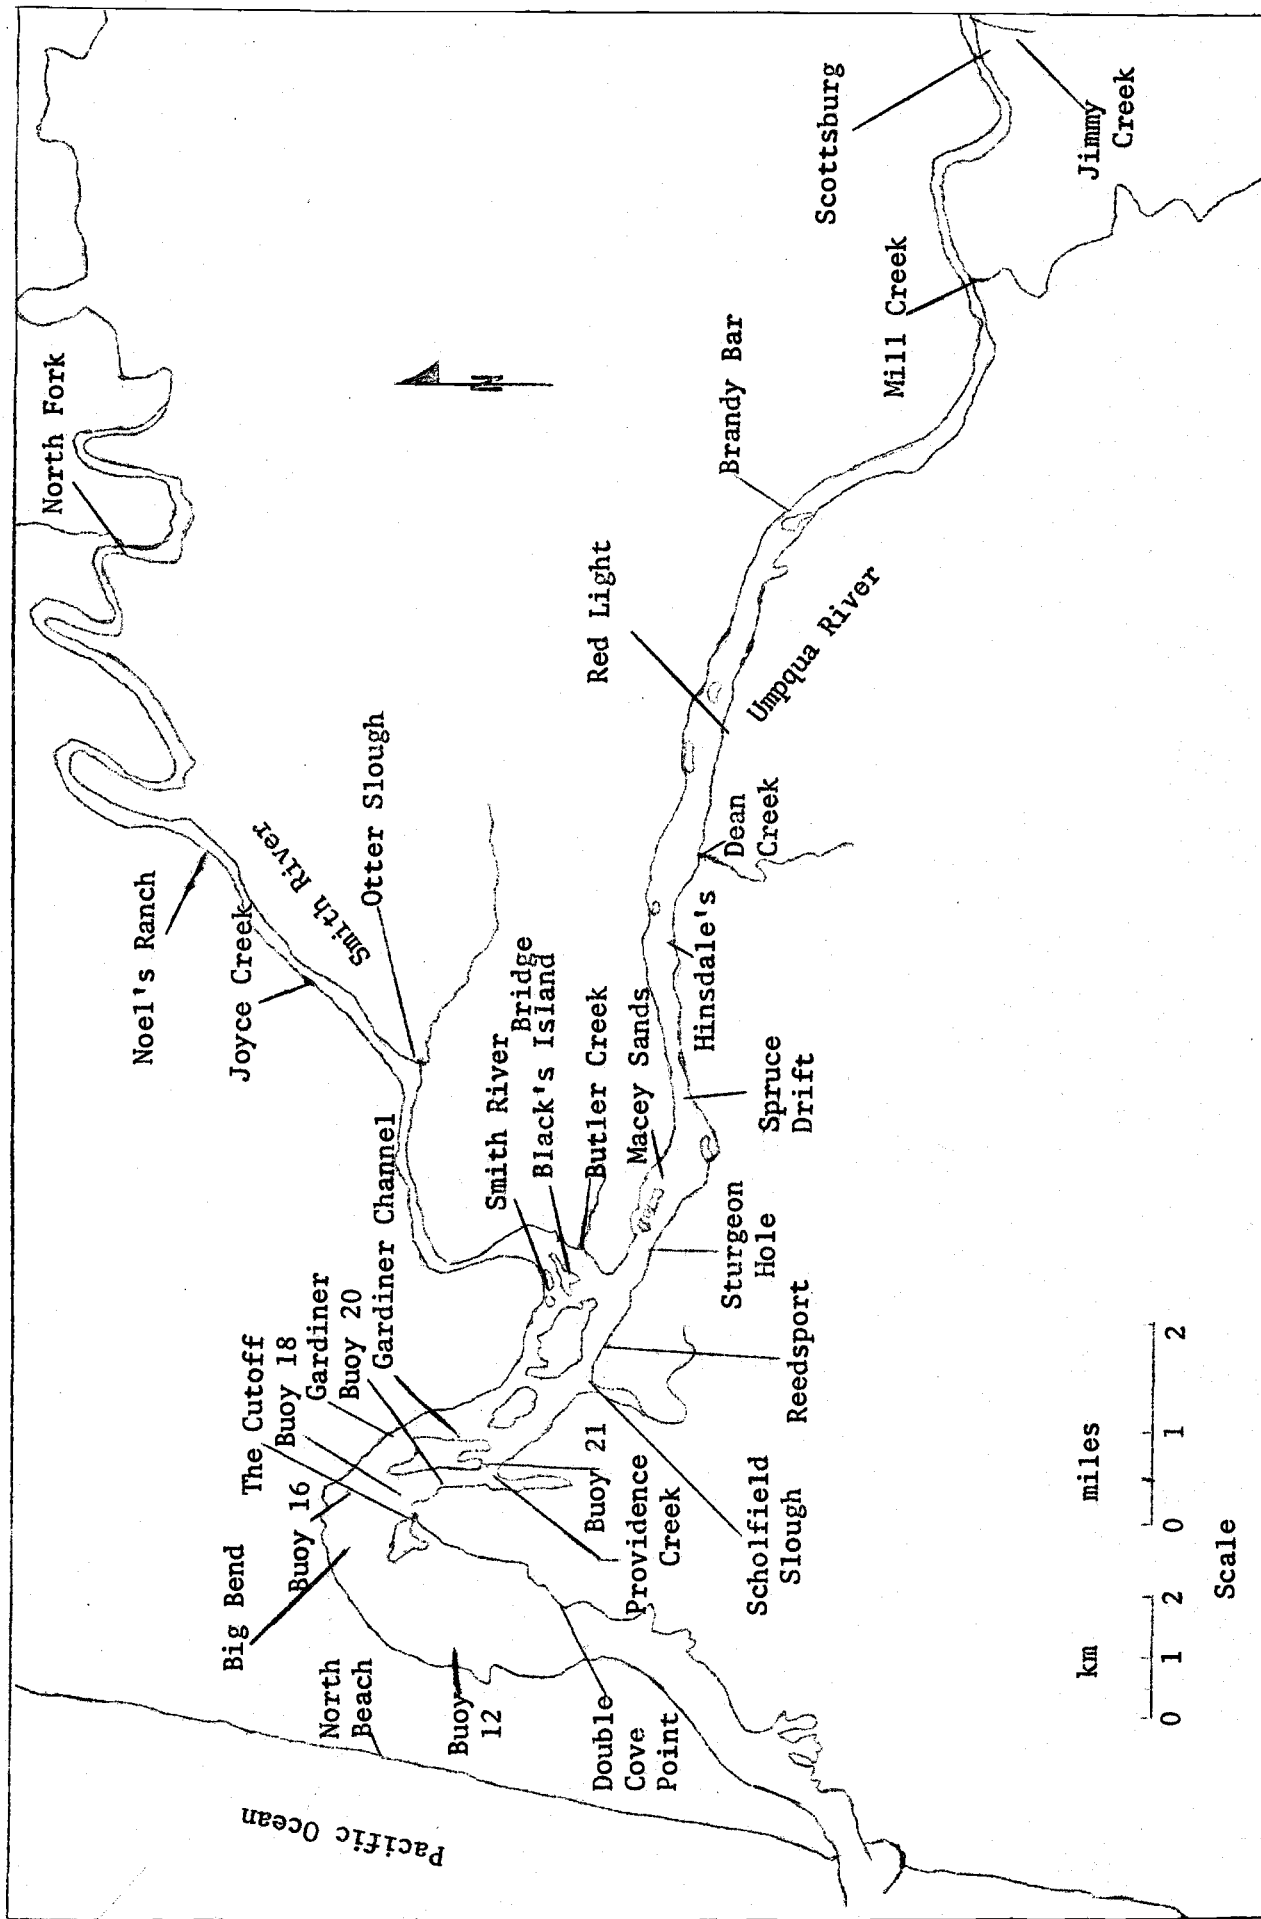 Pacific Ocean
North
Beach
Big Bend
Buoy 16
The Cutoff
Buoy 18
Gardiner
Buoy 20
Gardiner Channel
Buoy
12
Double
Cove
Point
Buoy 21
Providence
Creek
Scholfield
Slough
Reedsport
Sturgeon
Hole
Smith River
Bridge
Black's Island
Butler Creek
Macey Sands
Spruce
Drift
Hinsdale's
Dean
Creek
Noel's Ranch
Joyce Creek
Smith River
Otter Slough
North Fork
N
Red Light
Umpqua River
Brandy Bar
Mill Creek
Scottsburg
Jimmy
Creek
km
0 1 2
miles
0 1 2
Scale